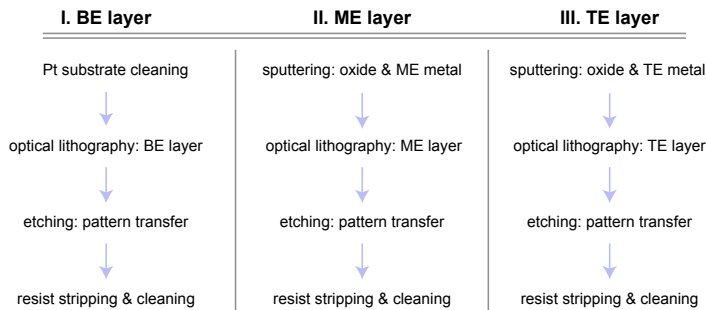 I. BE layer
II. ME layer
III. TE layer
Pt substrate cleaning
sputtering: oxide & ME metal
sputtering: oxide & TE metal
optical lithography: BE layer
optical lithography: ME layer
optical lithography: TE layer
etching: pattern transfer
etching: pattern transfer
etching: pattern transfer
resist stripping & cleaning
resist stripping & cleaning
resist stripping & cleaning